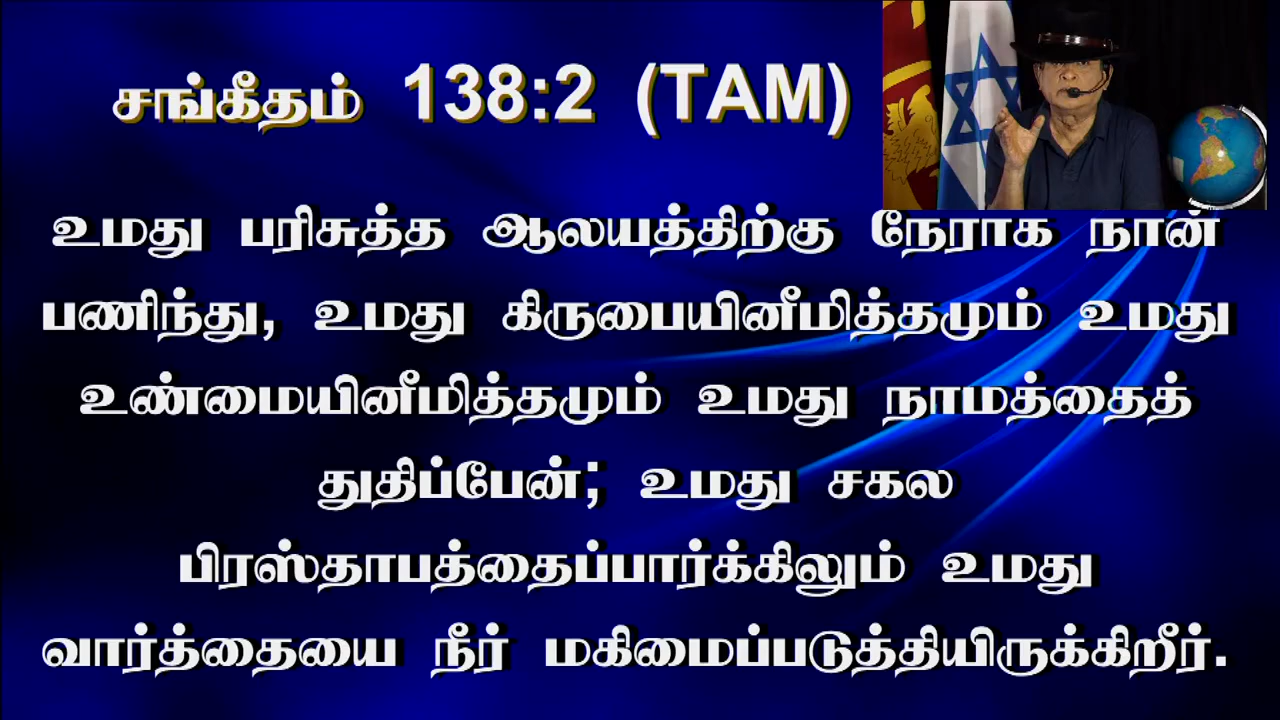 சங்கீதம் 138:2 (TAM)
உமது பரிசுத்த ஆலயத்திற்கு நேராக நான்
பணிந்து, உமது கிருபையினீமித்தமும் உமது
உண்மையினீமித்தமும் உமது நாமத்தைத்
துதிப்பேன்; உமது சகல
பிரஸ்தாபத்தைப்பார்க்கிலும் உமது
வார்த்தையை நீர் மகிமைப்படுத்தியிருக்கிறீர்.